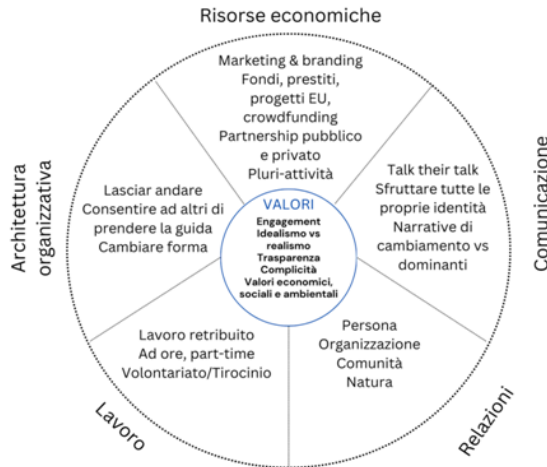 Risorse economiche
Marketing & branding
Fondi, prestiti,
progetti EU,
crowdfunding
Partnership pubblico
e privato
Pluri-attività
Architettura
organizzativa
Lasciar andare
Consentire ad altri di
prendere la guida
Cambiare forma
VALORI
Engagement
Idealismo vs
realismo
Trasparenza
Complicità
Valori economici,
sociali e ambientali
Talk their talk
Sfruttare tutte le
proprie identità
Narrative di
cambiamento vs
dominanti
Comunicazione
Lavoro retribuito
Ad ore, part-time
Volontariato/Tirocinio
Lavoro
Persona
Organizzazione
Comunità
Natura
Relazioni